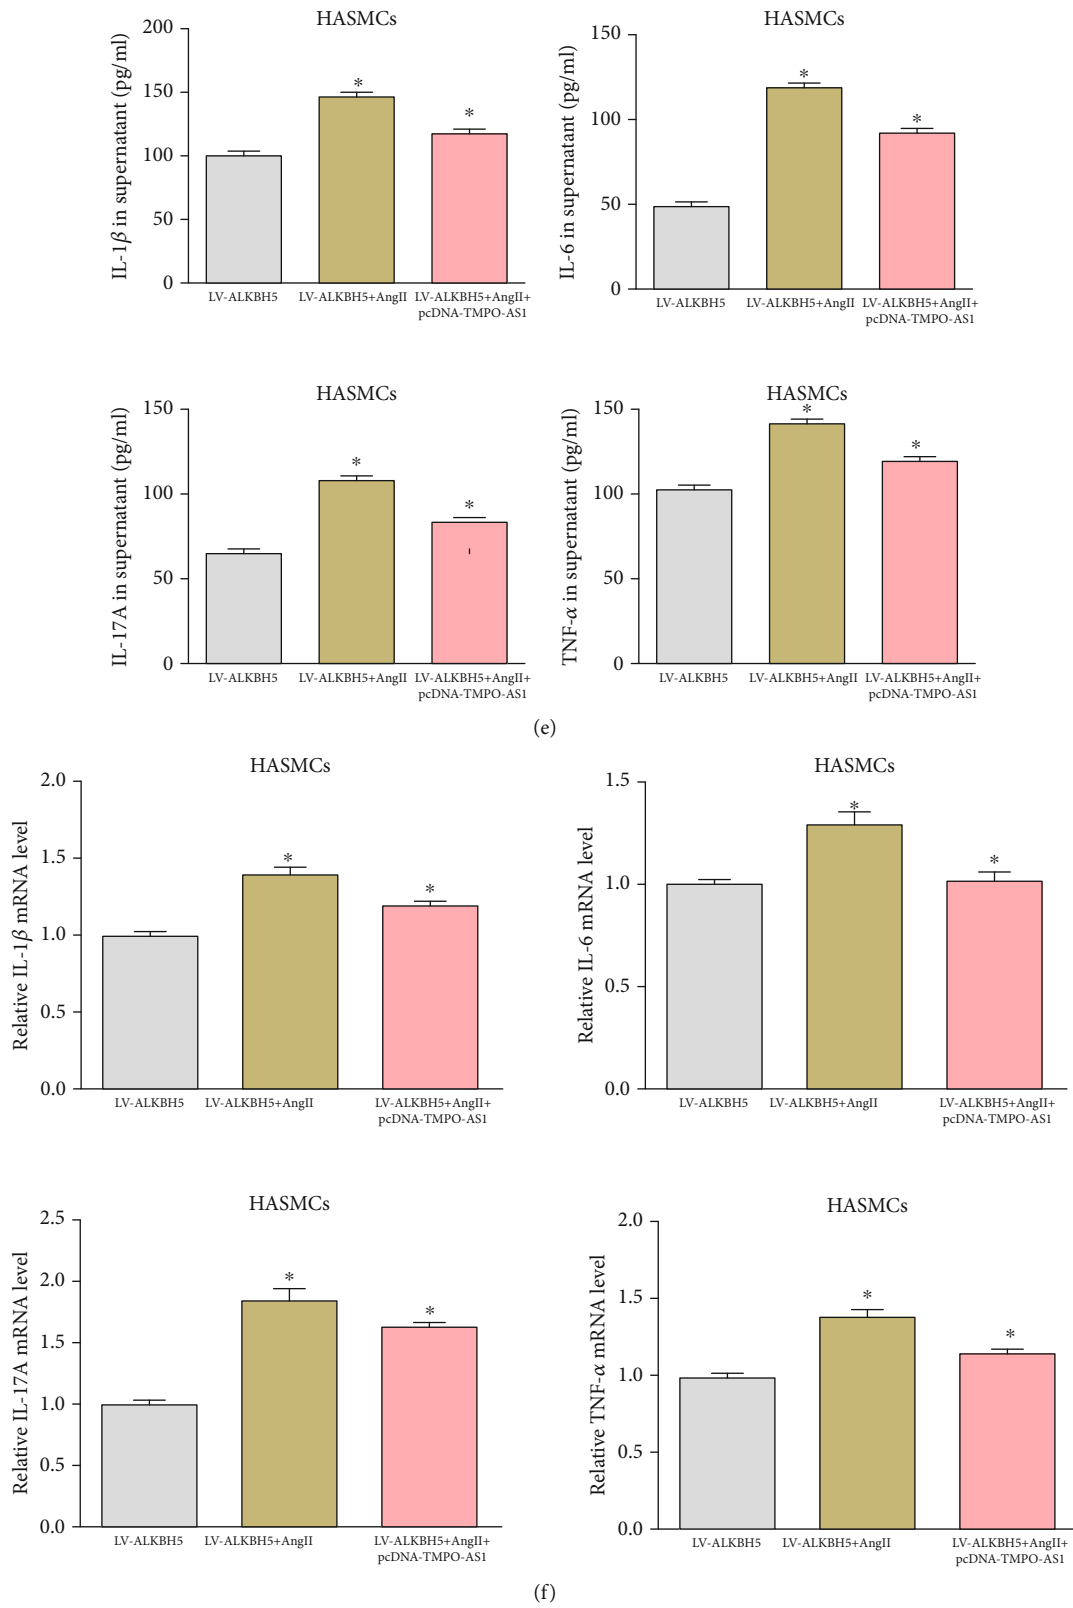 HASMCs
IL-1β in supernatant (pg/ml)
200
150
100
50
0
*
*
LV-ALKBH5
LV-ALKBH5+AngII
LV-ALKBH5+AngII+
pcDNA-TMPO-AS1
HASMCs
IL-6 in supernatant (pg/ml)
150
100
50
0
*
*
LV-ALKBH5
LV-ALKBH5+AngII
LV-ALKBH5+AngII+
pcDNA-TMPO-AS1
HASMCs
IL-17A in supernatant (pg/ml)
150
100
50
0
*
*
LV-ALKBH5
LV-ALKBH5+AngII
LV-ALKBH5+AngII+
pcDNA-TMPO-AS1
HASMCs
TNF-α in supernatant (pg/ml)
150
100
50
0
*
*
LV-ALKBH5
LV-ALKBH5+AngII
LV-ALKBH5+AngII+
pcDNA-TMPO-AS1
(e)
HASMCs
Relative IL-1β mRNA level
2.0
1.5
1.0
0.5
0.0
*
*
LV-ALKBH5
LV-ALKBH5+AngII
LV-ALKBH5+AngII+
pcDNA-TMPO-AS1
HASMCs
Relative IL-6 mRNA level
1.5
1.0
0.5
0.0
*
*
LV-ALKBH5
LV-ALKBH5+AngII
LV-ALKBH5+AngII+
pcDNA-TMPO-AS1
HASMCs
Relative IL-17A mRNA level
2.5
2.0
1.5
1.0
0.5
0.0
*
*
LV-ALKBH5
LV-ALKBH5+AngII
LV-ALKBH5+AngII+
pcDNA-TMPO-AS1
HASMCs
Relative TNF-α mRNA level
2.0
1.5
1.0
0.5
0.0
*
*
LV-ALKBH5
LV-ALKBH5+AngII
LV-ALKBH5+AngII+
pcDNA-TMPO-AS1
(f)